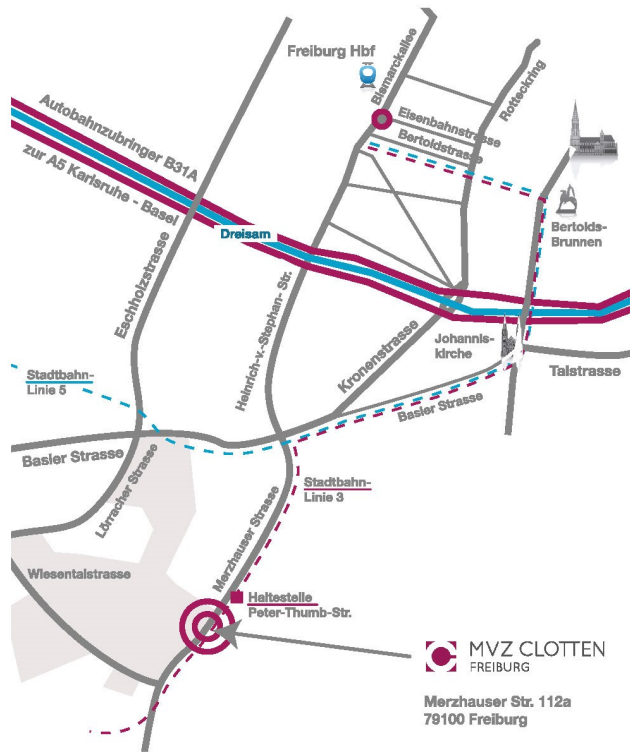 Freiburg Hbf
Bismarckallee
Rotteckring
Eisenbahnstrasse
Bertoldstrasse
Autobahnzubringer B31A
zur A5 Karlsruhe - Basel
Bertolds-
Brunnen
Dreisam
Eschholzstrasse
Heinrich-v.-Stephan- Str.
Kronenstrasse
Johannis-
kirche
Talstrasse
Stadtbahn-
Linie 5
Basler Strasse
Basler Strasse
Lörracher Strasse
Stadtbahn-
Linie 3
Merzhauser Strasse
Wiesentalstrasse
Haltestelle
Peter-Thumb-Str.
MVZ CLOTTEN
FREIBURG
Merzhauser Str. 112a
79100 Freiburg